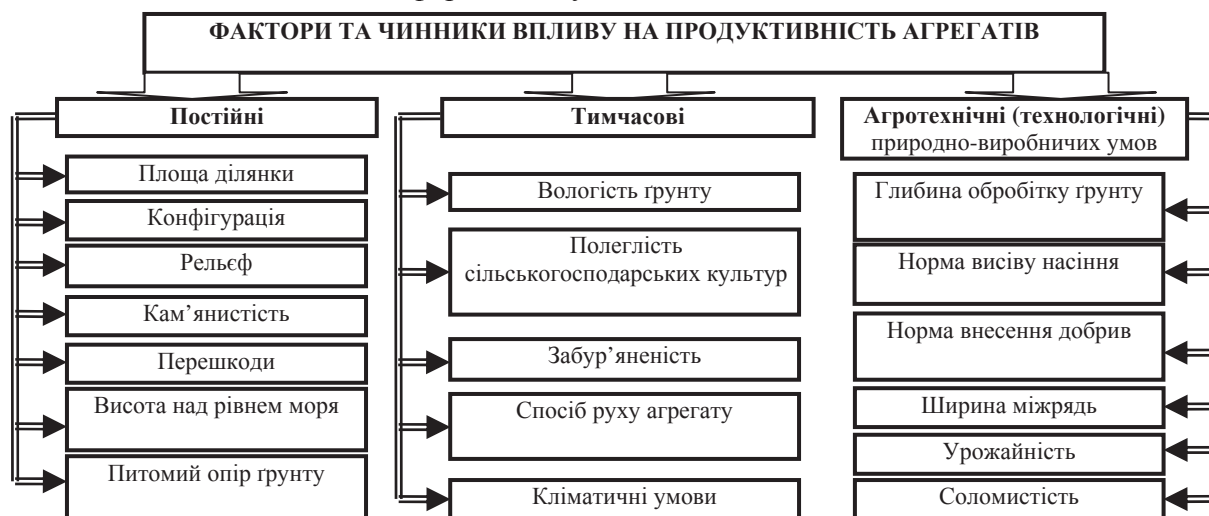 ФАКТОРИ ТА ЧИННИКИ ВПЛИВУ НА ПРОДУКТИВНІСТЬ АГРЕГАТІВ
Постійні
Площа ділянки
Конфігурація
Рельєф
Кам’янистість
Перешкоди
Висота над рівнем моря
Питомий опір ґрунту
Тимчасові
Вологість ґрунту
Полеглість
сільськогосподарських культур
Забур’яненість
Спосіб руху агрегату
Кліматичні умови
Агротехнічні (технологічні)
природно-виробничих умов
Глибина обробітку ґрунту
Норма висіву насіння
Норма внесення добрив
Ширина міжрядь
Урожайність
Соломистість